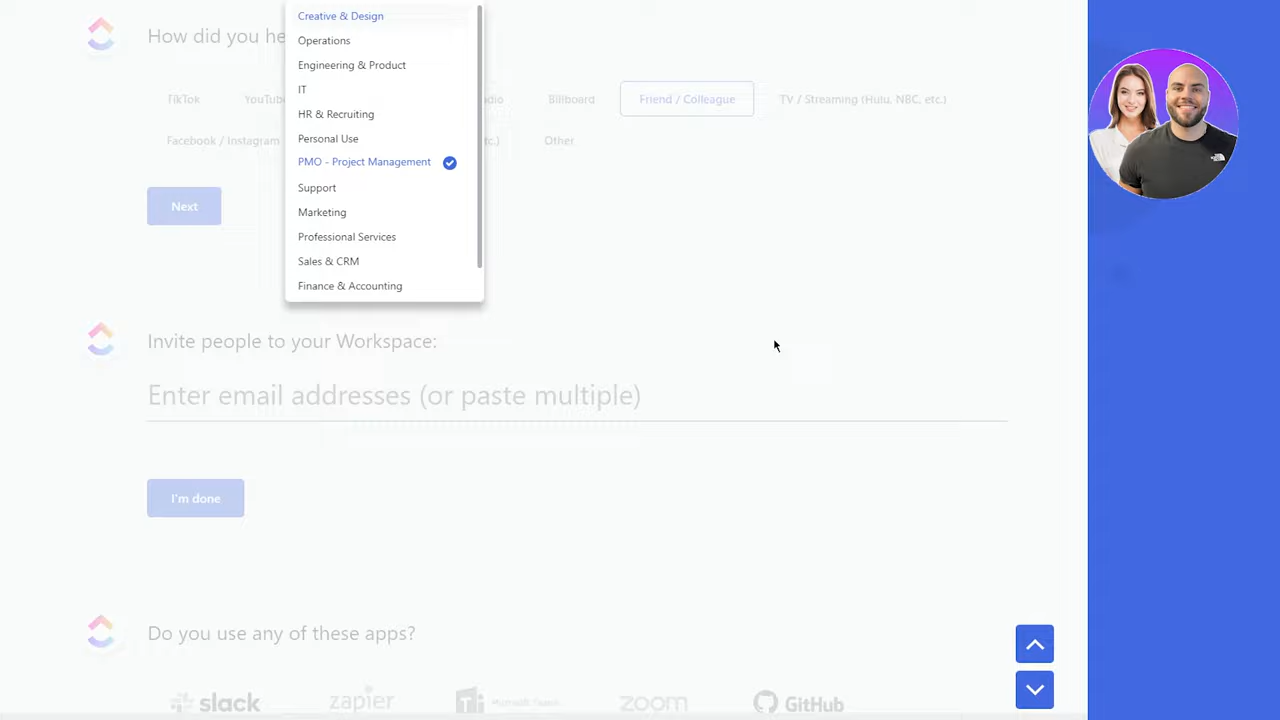 How did you he
Creative & Design
Operations
Engineering & Product
IT
HR & Recruiting
Personal Use
PMO - Project Management
Support
Marketing
Professional Services
Sales & CRM
Finance & Accounting
TikTok
Billboard
Friend / Colleague
TV / Streaming (Hulu, NBC, etc.)
Facebook / Instagram
Other
Next
Invite people to your Workspace:
Enter email addresses (or paste multiple)
I'm done
Do you use any of these apps?
slack
zapier
Microsoft Teams
zoom
GitHub